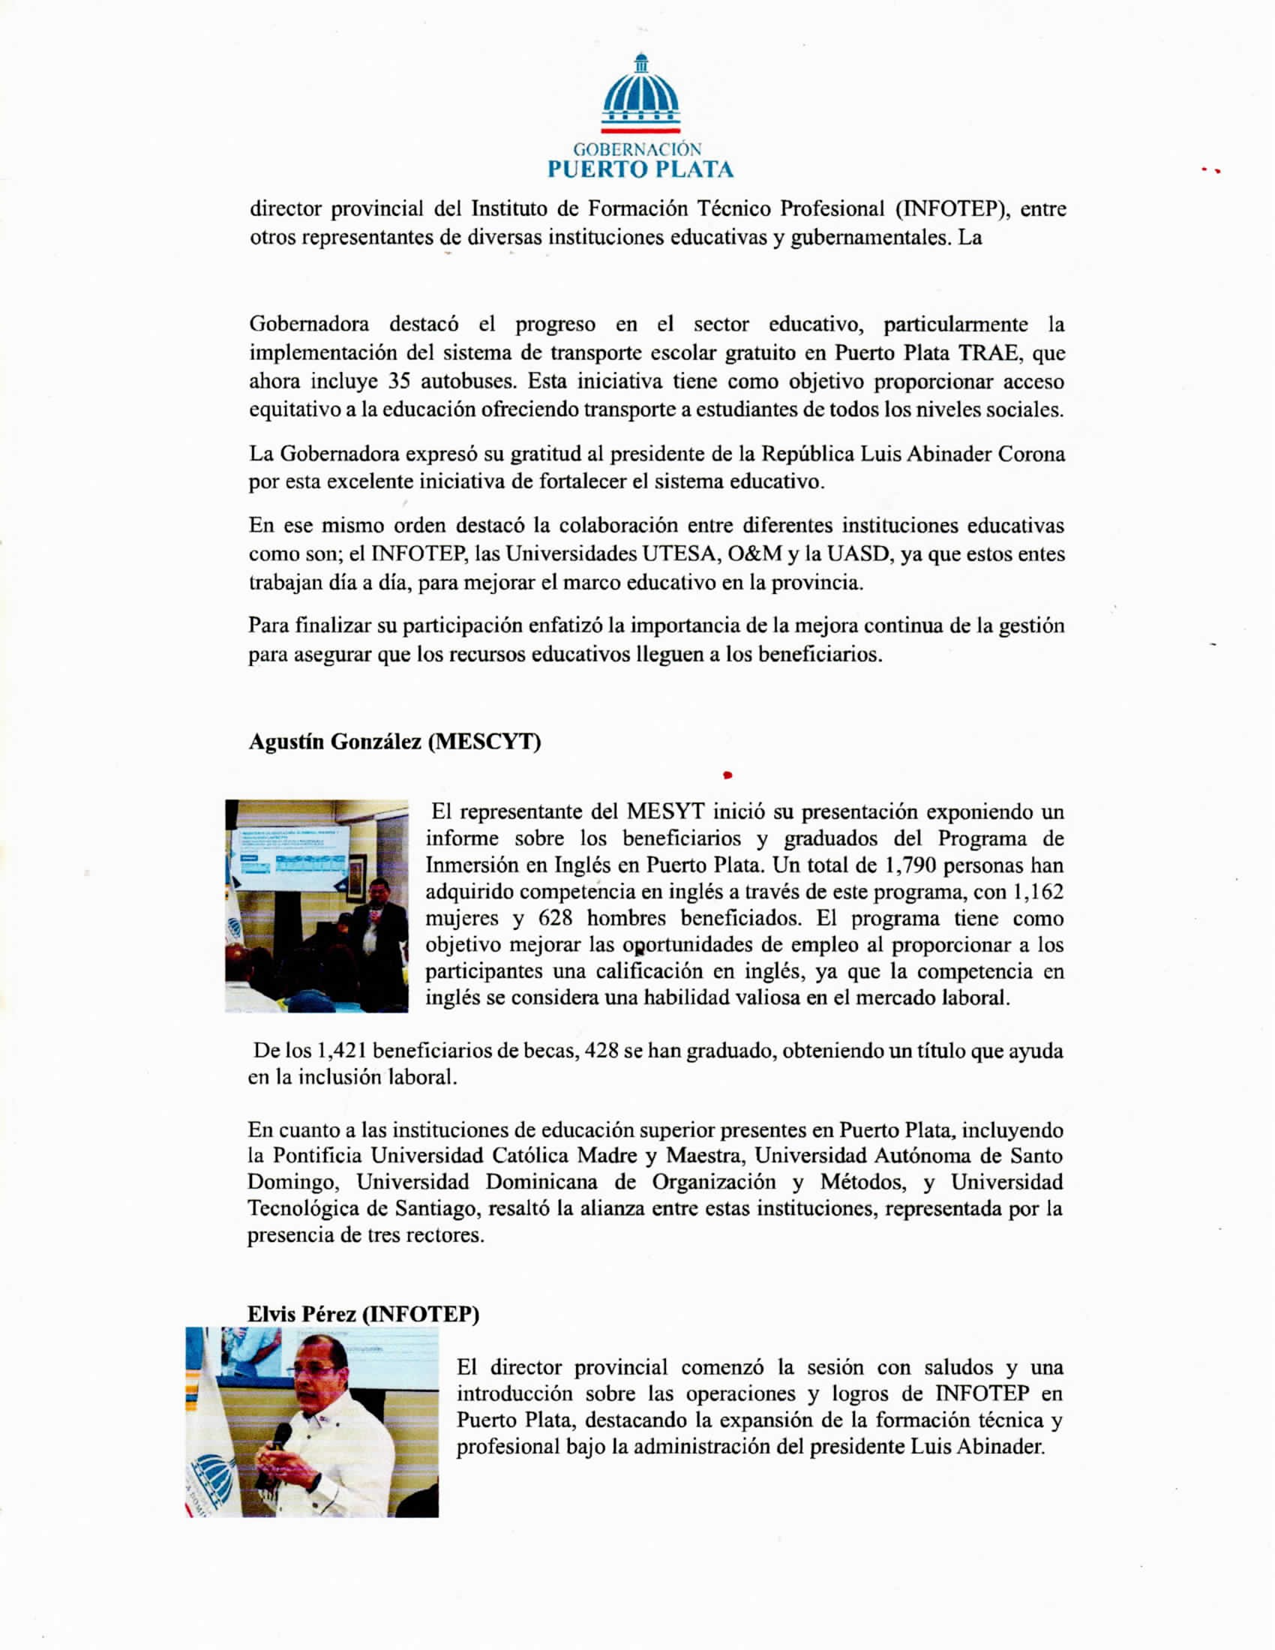 GOBERNACIÓN
PUERTO PLATA
director provincial del Instituto de Formación Técnico Profesional (INFOTEP), entre
otros representantes de diversas instituciones educativas y gubernamentales. La
Gobernadora destacó el progreso en el sector educativo, particularmente la
implementación del sistema de transporte escolar gratuito en Puerto Plata TRAE, que
ahora incluye 35 autobuses. Esta iniciativa tiene como objetivo proporcionar acceso
equitativo a la educación ofreciendo transporte a estudiantes de todos los niveles sociales.
La Gobernadora expresó su gratitud al presidente de la República Luis Abinader Corona
por esta excelente iniciativa de fortalecer el sistema educativo.
En ese mismo orden destacó la colaboración entre diferentes instituciones educativas
como son; el INFOTEP, las Universidades UTESA, O&M y la UASD, ya que estos entes
trabajan día a día, para mejorar el marco educativo en la provincia.
Para finalizar su participación enfatizó la importancia de la mejora continua de la gestión
para asegurar que los recursos educativos lleguen a los beneficiarios.
Agustín González (MESCYT)
El representante del MESYT inició su presentación exponiendo un
informe sobre los beneficiarios y graduados del Programa de
Inmersión en Inglés en Puerto Plata. Un total de 1,790 personas han
adquirido competencia en inglés a través de este programa, con 1,162
mujeres y 628 hombres beneficiados. El programa tiene como
objetivo mejorar las oportunidades de empleo al proporcionar a los
participantes una calificación en inglés, ya que la competencia en
inglés se considera una habilidad valiosa en el mercado laboral.
De los 1,421 beneficiarios de becas, 428 se han graduado, obteniendo un título que ayuda
en la inclusión laboral.
En cuanto a las instituciones de educación superior presentes en Puerto Plata, incluyendo
la Pontificia Universidad Católica Madre y Maestra, Universidad Autónoma de Santo
Domingo, Universidad Dominicana de Organización y Métodos, y Universidad
Tecnológica de Santiago, resaltó la alianza entre estas instituciones, representada por la
presencia de tres rectores.
Elvis Pérez (INFOTEP)
El director provincial comenzó la sesión con saludos y una
introducción sobre las operaciones y logros de INFOTEP en
Puerto Plata, destacando la expansión de la formación técnica y
profesional bajo la administración del presidente Luis Abinader.